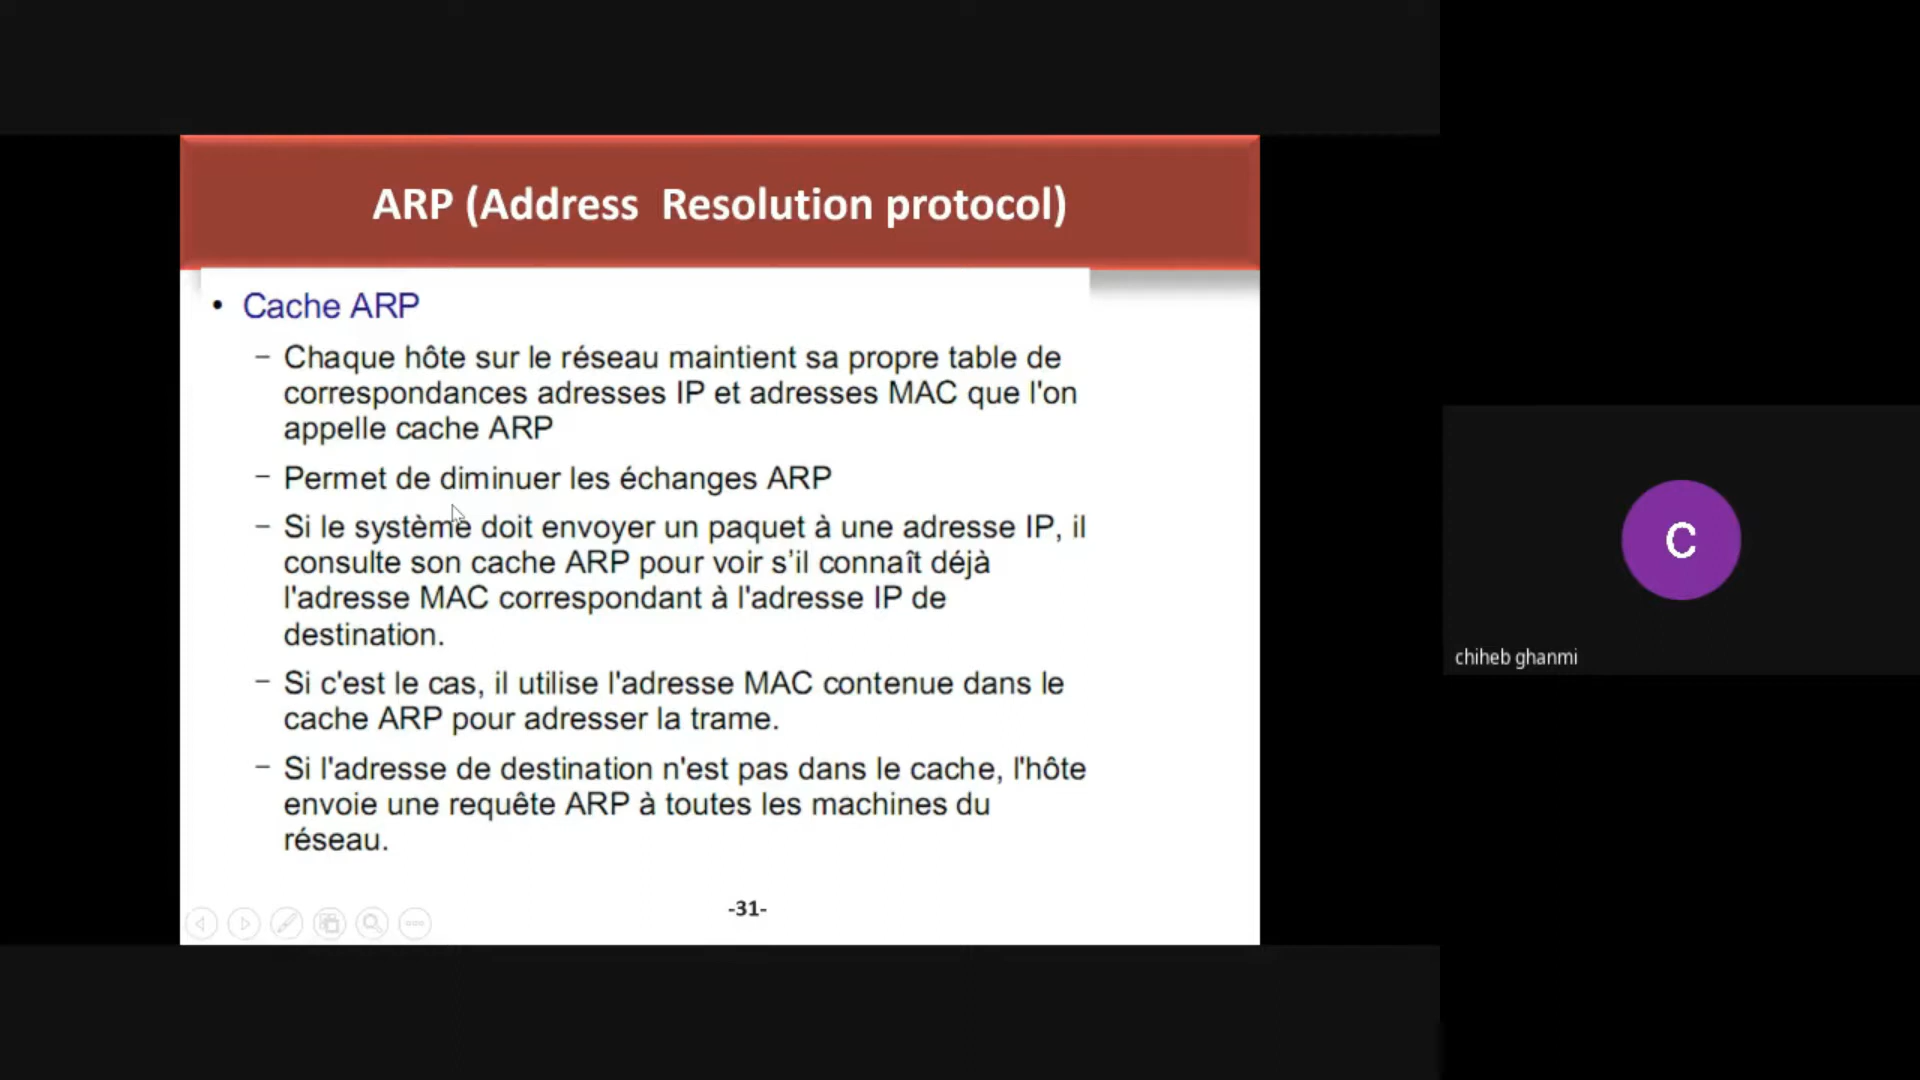 ARP (Address Resolution protocol)
• Cache ARP
– Chaque hôte sur le réseau maintient sa propre table de
correspondances adresses IP et adresses MAC que l'on
appelle cache ARP
– Permet de diminuer les échanges ARP
– Si le système doit envoyer un paquet à une adresse IP, il
consulte son cache ARP pour voir s’il connaît déjà
l'adresse MAC correspondant à l'adresse IP de
destination.
– Si c'est le cas, il utilise l'adresse MAC contenue dans le
cache ARP pour adresser la trame.
– Si l'adresse de destination n'est pas dans le cache, l'hôte
envoie une requête ARP à toutes les machines du
réseau.
-31-
C
chiheb ghanmi